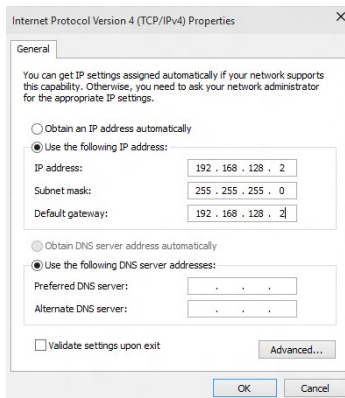 Internet Protocol Version 4 (TCP/IPv4) Properties
General
You can get IP settings assigned automatically if your network supports
this capability. Otherwise, you need to ask your network administrator
for the appropriate IP settings.
Obtain an IP address automatically
Use the following IP address:
IP address: 192 . 168 . 128 . 2
Subnet mask: 255 . 255 . 255 . 0
Default gateway: 192 . 168 . 128 . 2
Obtain DNS server address automatically
Use the following DNS server addresses:
Preferred DNS server: . . .
Alternate DNS server: . . .
Validate settings upon exit
Advanced...
OK Cancel